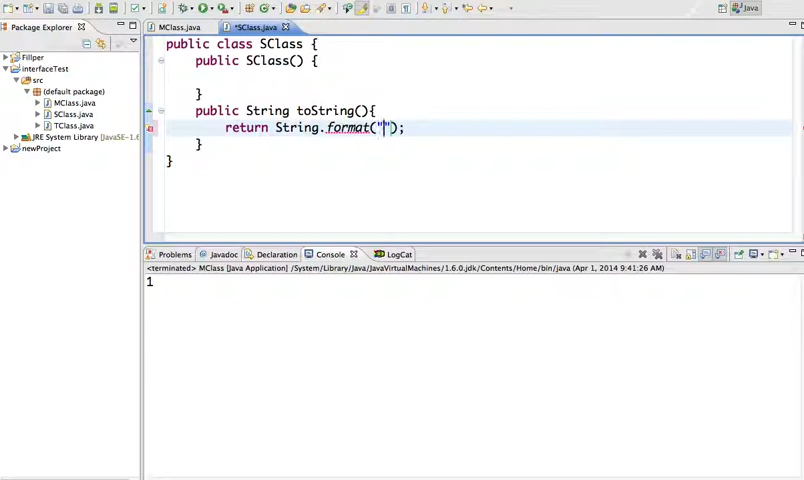 Java
Package Explorer
MClass.java
*SClass.java
Fillper
interfaceTest
src
(default package)
MClass.java
SClass.java
TClass.java
JRE System Library [JavaSE-1.6
newProject
public class SClass {
public SClass() {
}
public String toString(){
return String.format("");
}
}
Problems
Javadoc
Declaration
Console
LogCat
<terminated> MClass [Java Application] /System/Library/Java/JavaVirtualMachines/1.6.0.jdk/Contents/Home/bin/java (Apr 1, 2014 9:41:26 AM)
1